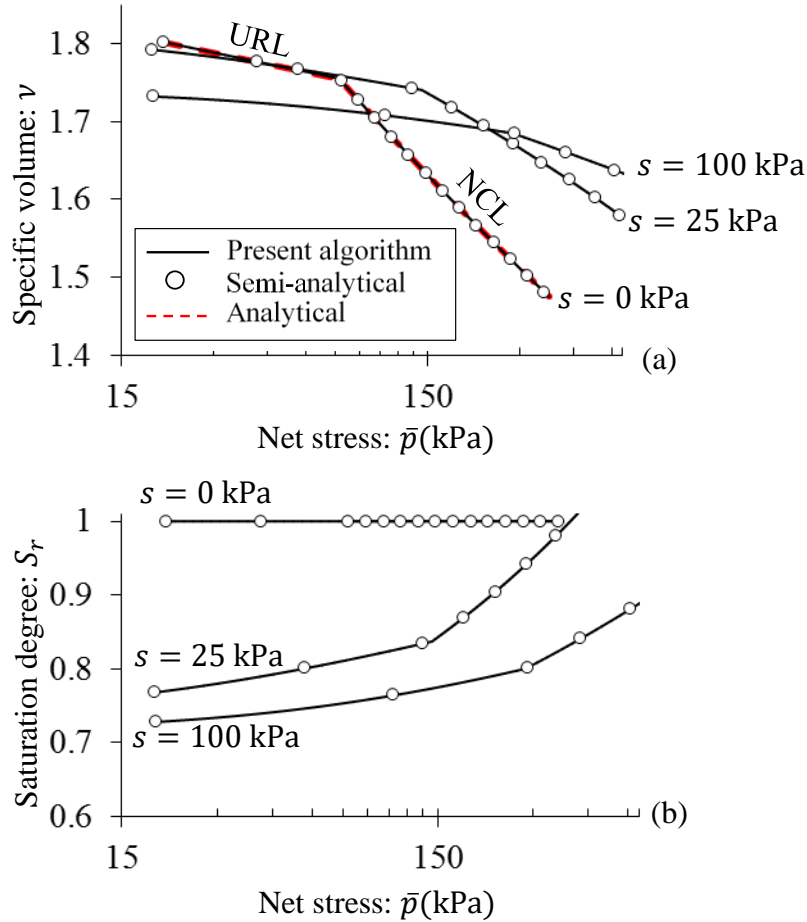 1.8
1.7
1.6
1.5
1.4
Specific volume: ν
URL
NCL
s = 100 kPa
s = 25 kPa
s = 0 kPa
Present algorithm
Semi-analytical
Analytical
15
150
(a)
Net stress: p̄(kPa)
s = 0 kPa
1
0.9
0.8
0.7
0.6
Saturation degree: Sᵣ
s = 25 kPa
s = 100 kPa
15
150
(b)
Net stress: p̄(kPa)